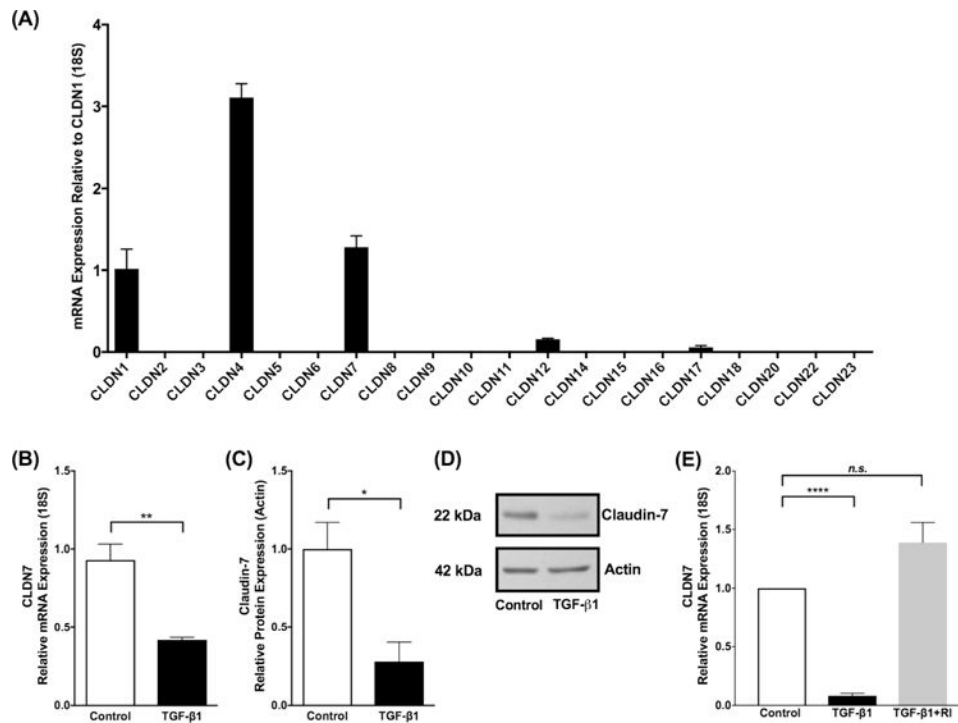 (A)
mRNA Expression Relative to CLDN1 (18S)
4
3
2
1
0
CLDN1
CLDN2
CLDN3
CLDN4
CLDN5
CLDN6
CLDN7
CLDN8
CLDN9
CLDN10
CLDN11
CLDN12
CLDN14
CLDN15
CLDN16
CLDN17
CLDN18
CLDN20
CLDN22
CLDN23
(B)
CLDN7
Relative mRNA Expression (18S)
1.5
1.0
0.5
0.0
**
Control
TGF-β1
(C)
Claudin-7
Relative Protein Expression (Actin)
1.5
1.0
0.5
0.0
*
Control
TGF-β1
(D)
22 kDa
Claudin-7
42 kDa
Actin
Control TGF-β1
(E)
CLDN7
Relative mRNA Expression (18S)
2.0
1.5
1.0
0.5
0.0
n.s.
****
Control
TGF-β1
TGF-β1+RI